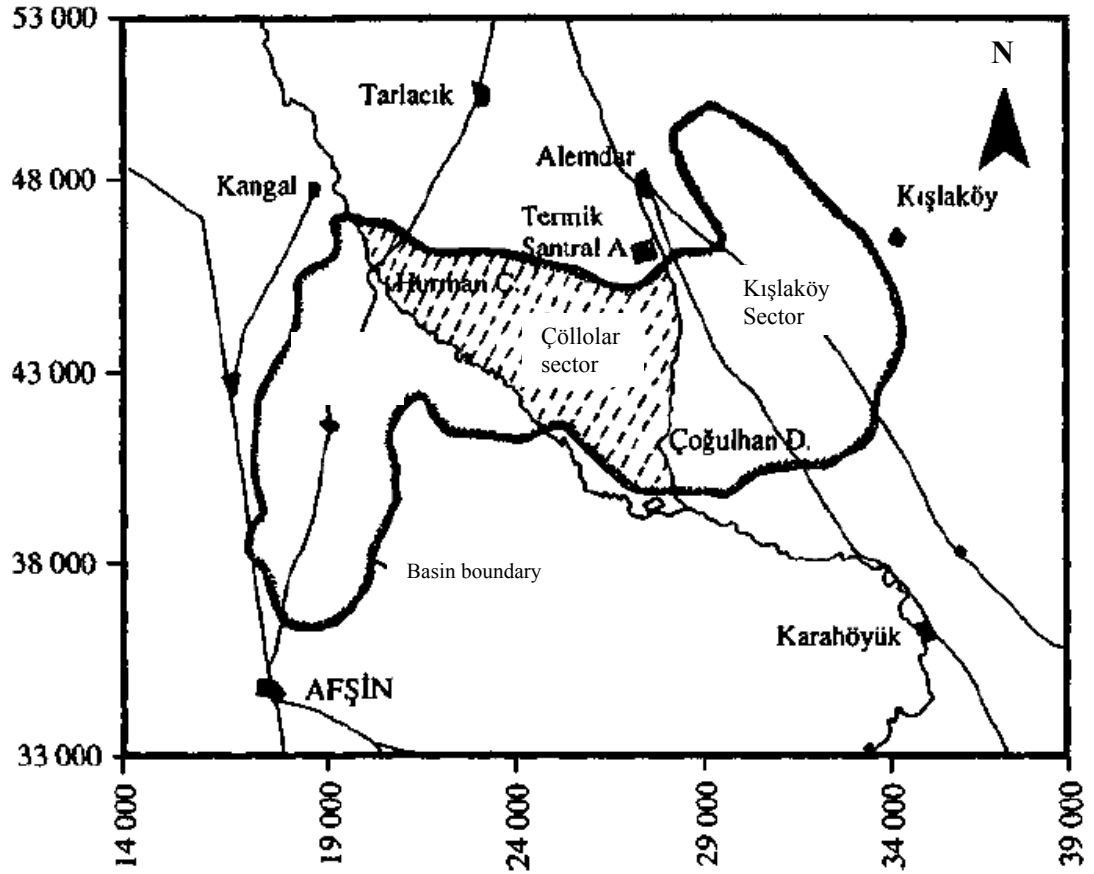 53 000
N
Tarlacık
Alemdar
48 000
Kangal
Kışlaköy
Termik
Santral A
Hurman Ç.
Kışlaköy
Sector
Çöllolar
sector
43 000
Çoğulhan D.
38 000
Basin boundary
Karahöyük
AFŞİN
33 000
14 000
19 000
24 000
29 000
34 000
39 000